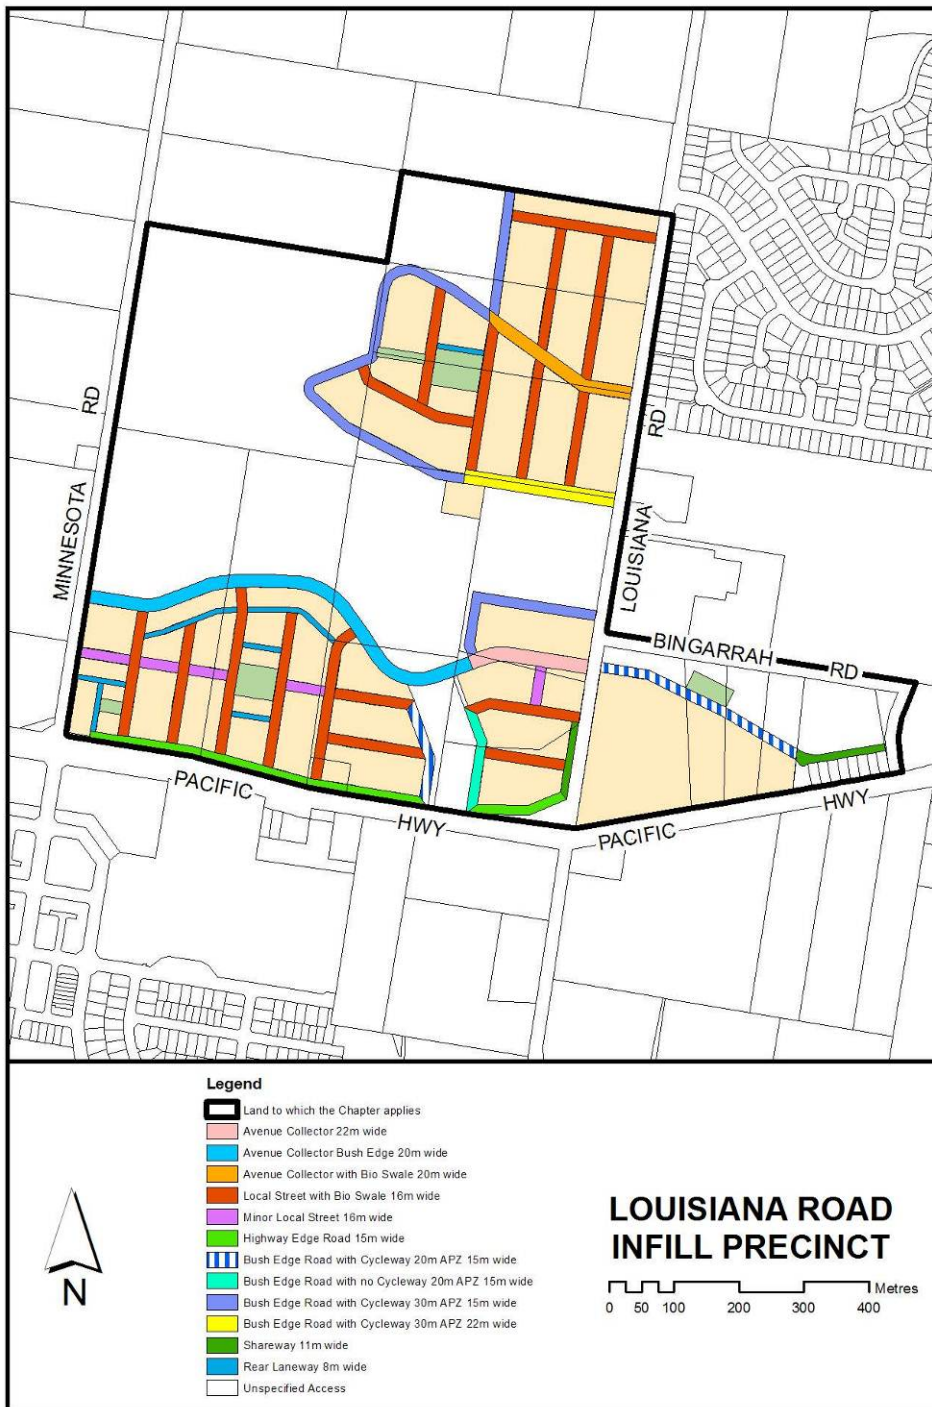 RD
MINNESOTA
RD
LOUISIANA
BINGARRAH
RD
PACIFIC
HWY
PACIFIC
HWY
Legend
Land to which the Chapter applies
Avenue Collector 22m wide
Avenue Collector Bush Edge 20m wide
Avenue Collector with Bio Swale 20m wide
Local Street with Bio Swale 16m wide
Minor Local Street 16m wide
Highway Edge Road 15m wide
Bush Edge Road with Cycleway 20m APZ 15m wide
Bush Edge Road with no Cycleway 20m APZ 15m wide
Bush Edge Road with Cycleway 30m APZ 15m wide
Bush Edge Road with Cycleway 30m APZ 22m wide
Shareway 11m wide
Rear Laneway 8m wide
Unspecified Access
N
LOUISIANA ROAD
INFILL PRECINCT
Metres
0 50 100 200 300 400